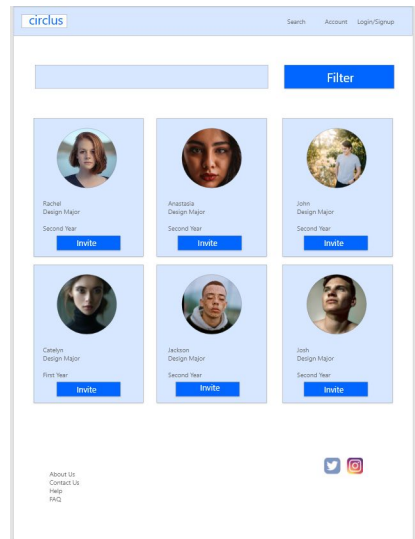 circlus
Search Account Login/Signup
Filter
Rachel
Design Major
Second Year
Invite
Anastasia
Design Major
Second Year
Invite
John
Design Major
Second Year
Invite
Catelyn
Design Major
First Year
Invite
Jackson
Design Major
Second Year
Invite
Josh
Design Major
Second Year
Invite
About Us
Contact Us
Help
FAQ